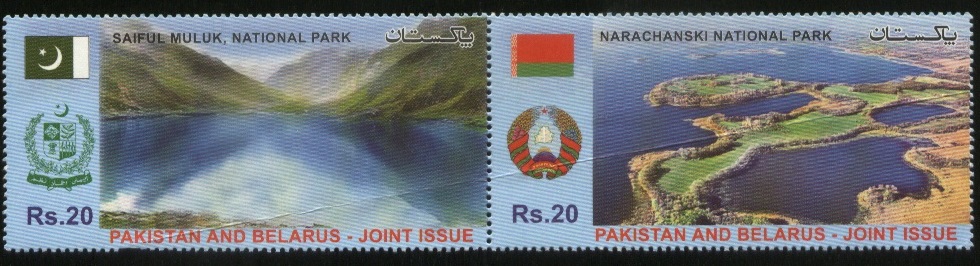 SAIFUL MULUK, NATIONAL PARK
پاکستان
Rs.20
PAKISTAN AND BELARUS - JOINT ISSUE
NARACHANSKI NATIONAL PARK
پاکستان
Rs.20
PAKISTAN AND BELARUS - JOINT ISSUE